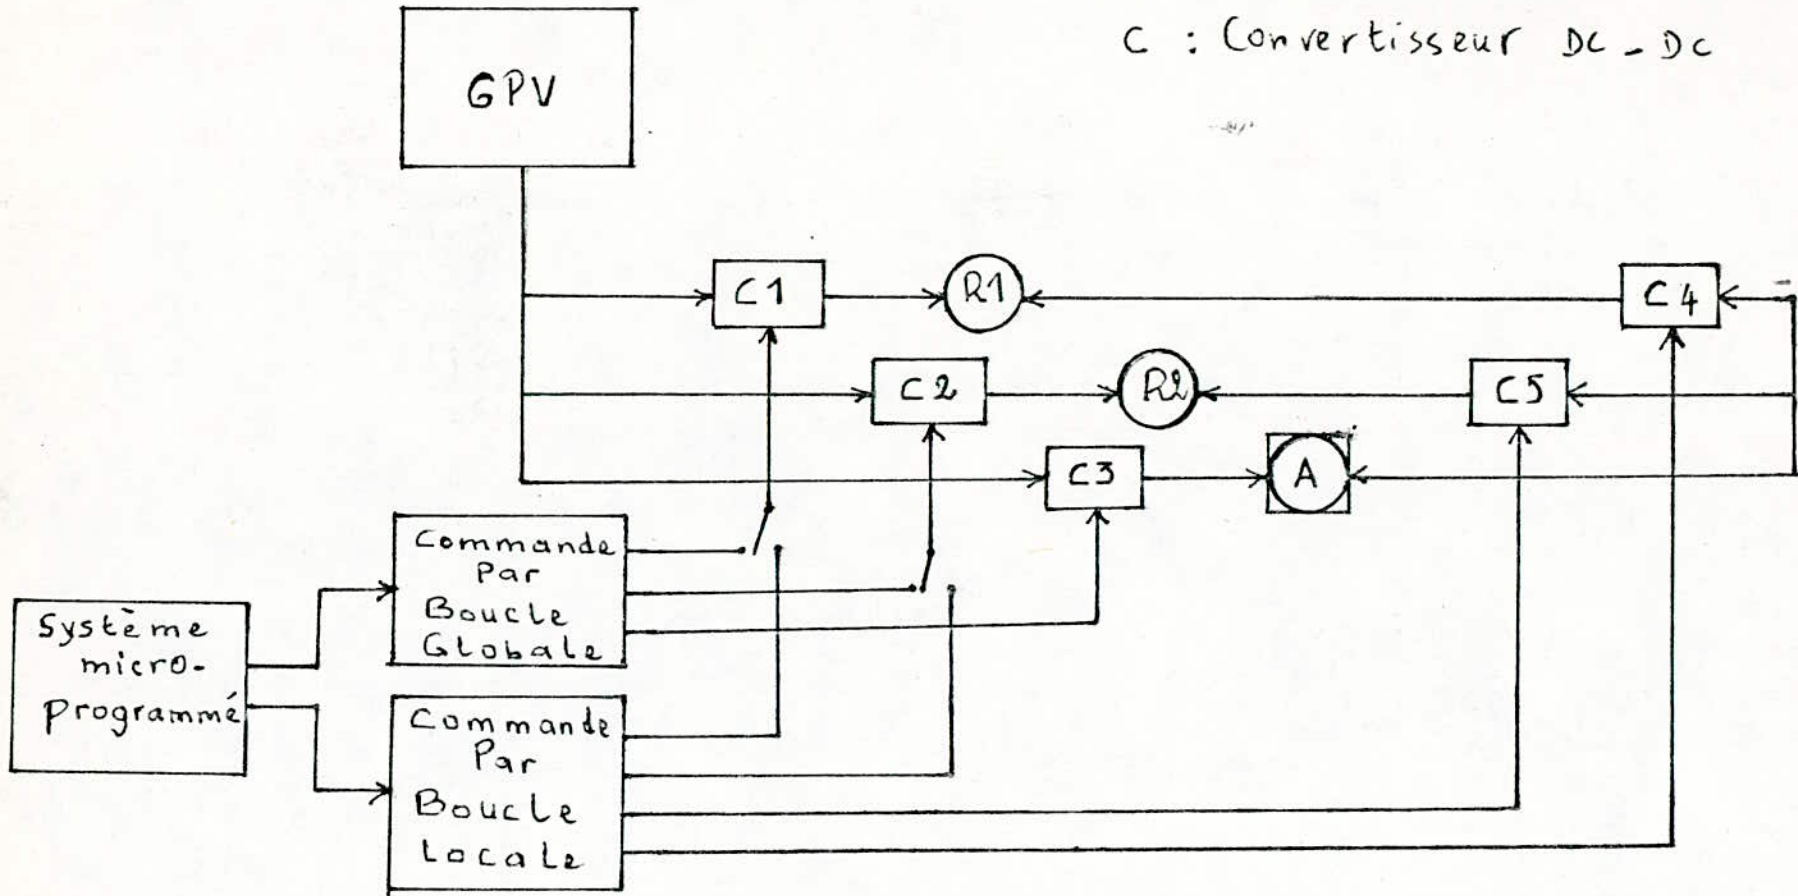 C : Convertisseur DC - DC
GPV
C1
R1
C4
C2
R2
C5
C3
A
Commande
Par
Boucle
Globale
Système
micro-
programmé
Commande
Par
Boucle
Locale